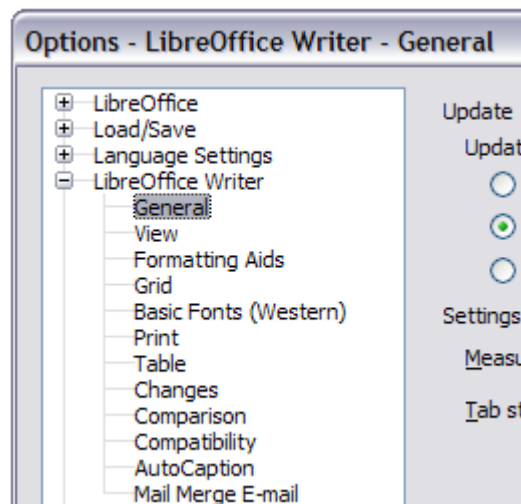 Options - LibreOffice Writer - General
LibreOffice
Load/Save
Language Settings
LibreOffice Writer
General
View
Formatting Aids
Grid
Basic Fonts (Western)
Print
Table
Changes
Comparison
Compatibility
AutoCaption
Mail Merge E-mail
Update
Settings